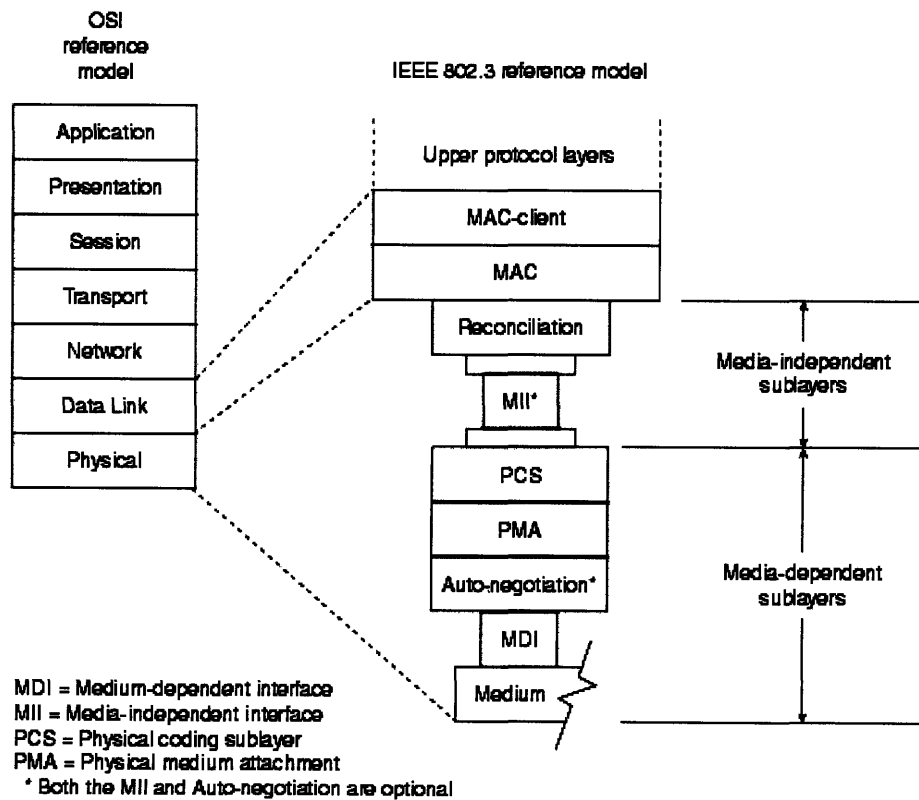 OSI
reference
model
IEEE 802.3 reference model
Application
Presentation
Session
Transport
Network
Data Link
Physical
Upper protocol layers
MAC-client
MAC
Reconciliation
MII*
PCS
PMA
Auto-negotiation*
MDI
Medium
Media-independent
sublayers
Media-dependent
sublayers
MDI = Medium-dependent interface
MII = Media-independent interface
PCS = Physical coding sublayer
PMA = Physical medium attachment
* Both the MII and Auto-negotiation are optional